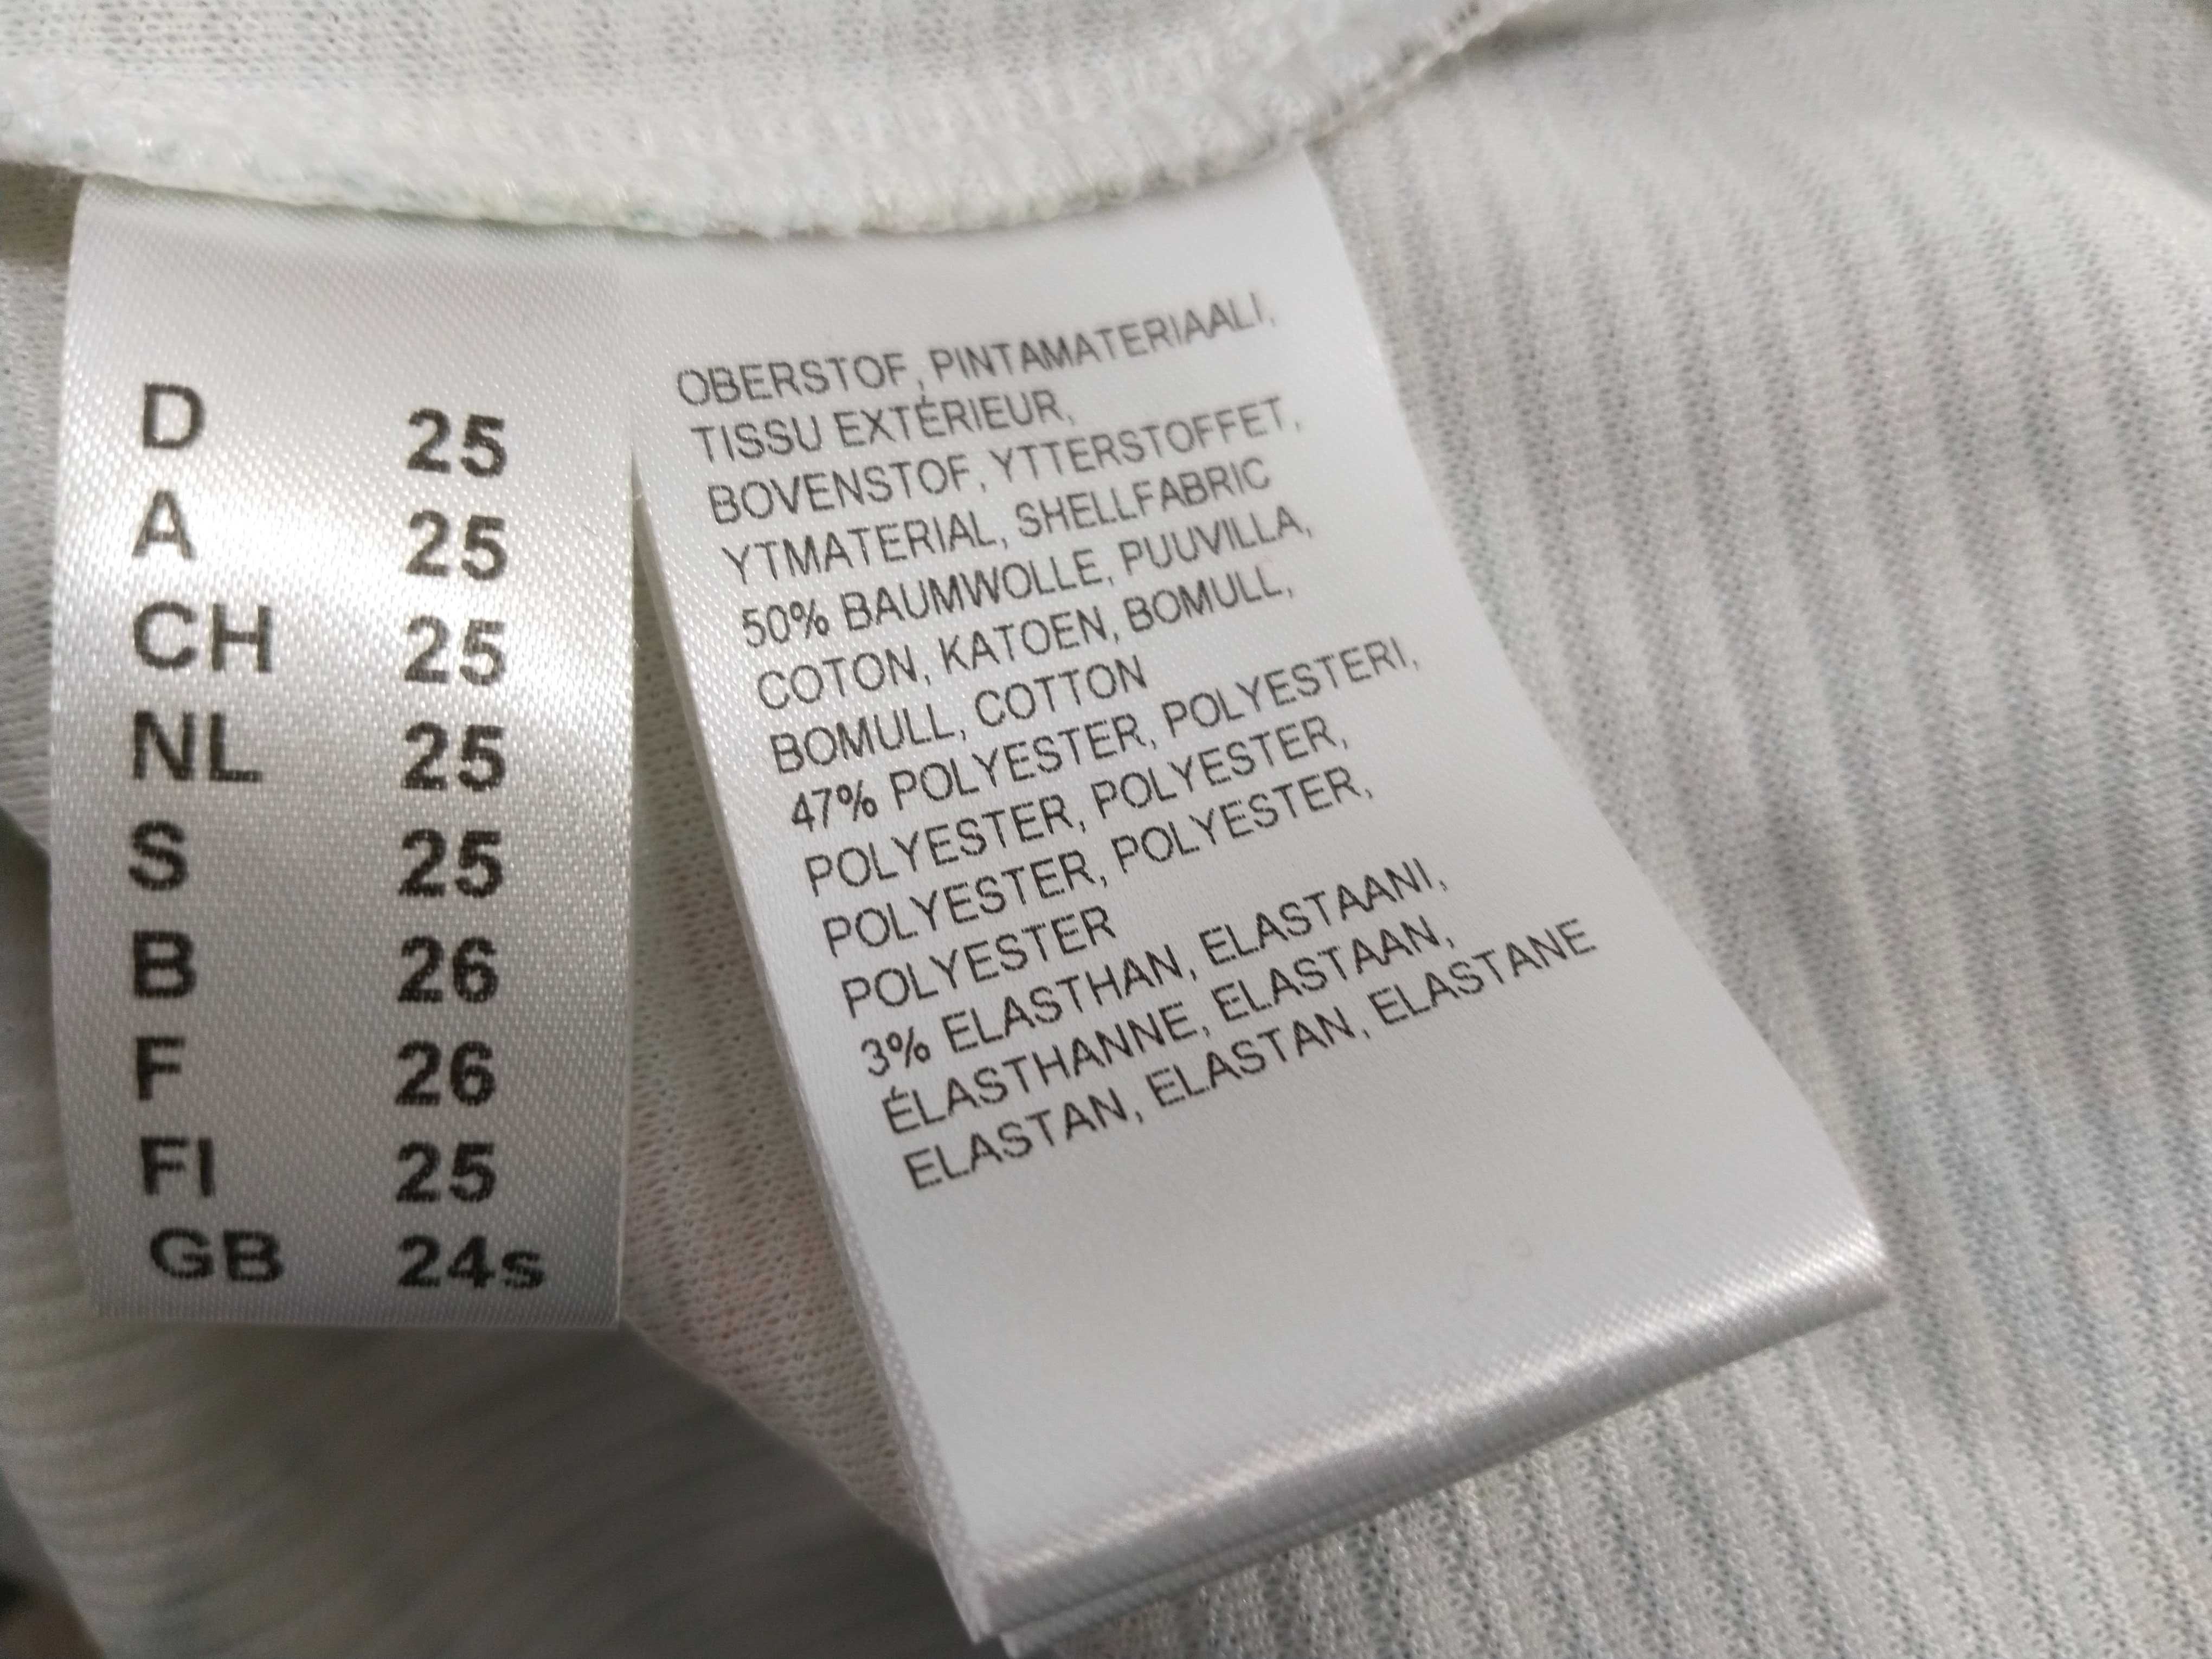 D 25
A 25
CH 25
NL 25
S 25
B 26
F 26
FI 25
GB 24s
OBERSTOF, PINTAMATERIAALI,
TISSU EXTÉRIEUR,
BOVENSTOF, YTTERSTOFFET,
YTMATERIAL, SHELLFABRIC
50% BAUMWOLLE, PUUVILLA,
COTON, KATOEN, BOMULL,
BOMULL, COTTON
47% POLYESTER, POLYESTERI,
POLYESTER, POLYESTER,
POLYESTER, POLYESTER,
POLYESTER
3% ELASTHAN, ELASTAANI,
ÉLASTHANNE, ELASTAAN,
ELASTAN, ELASTAN, ELASTANE